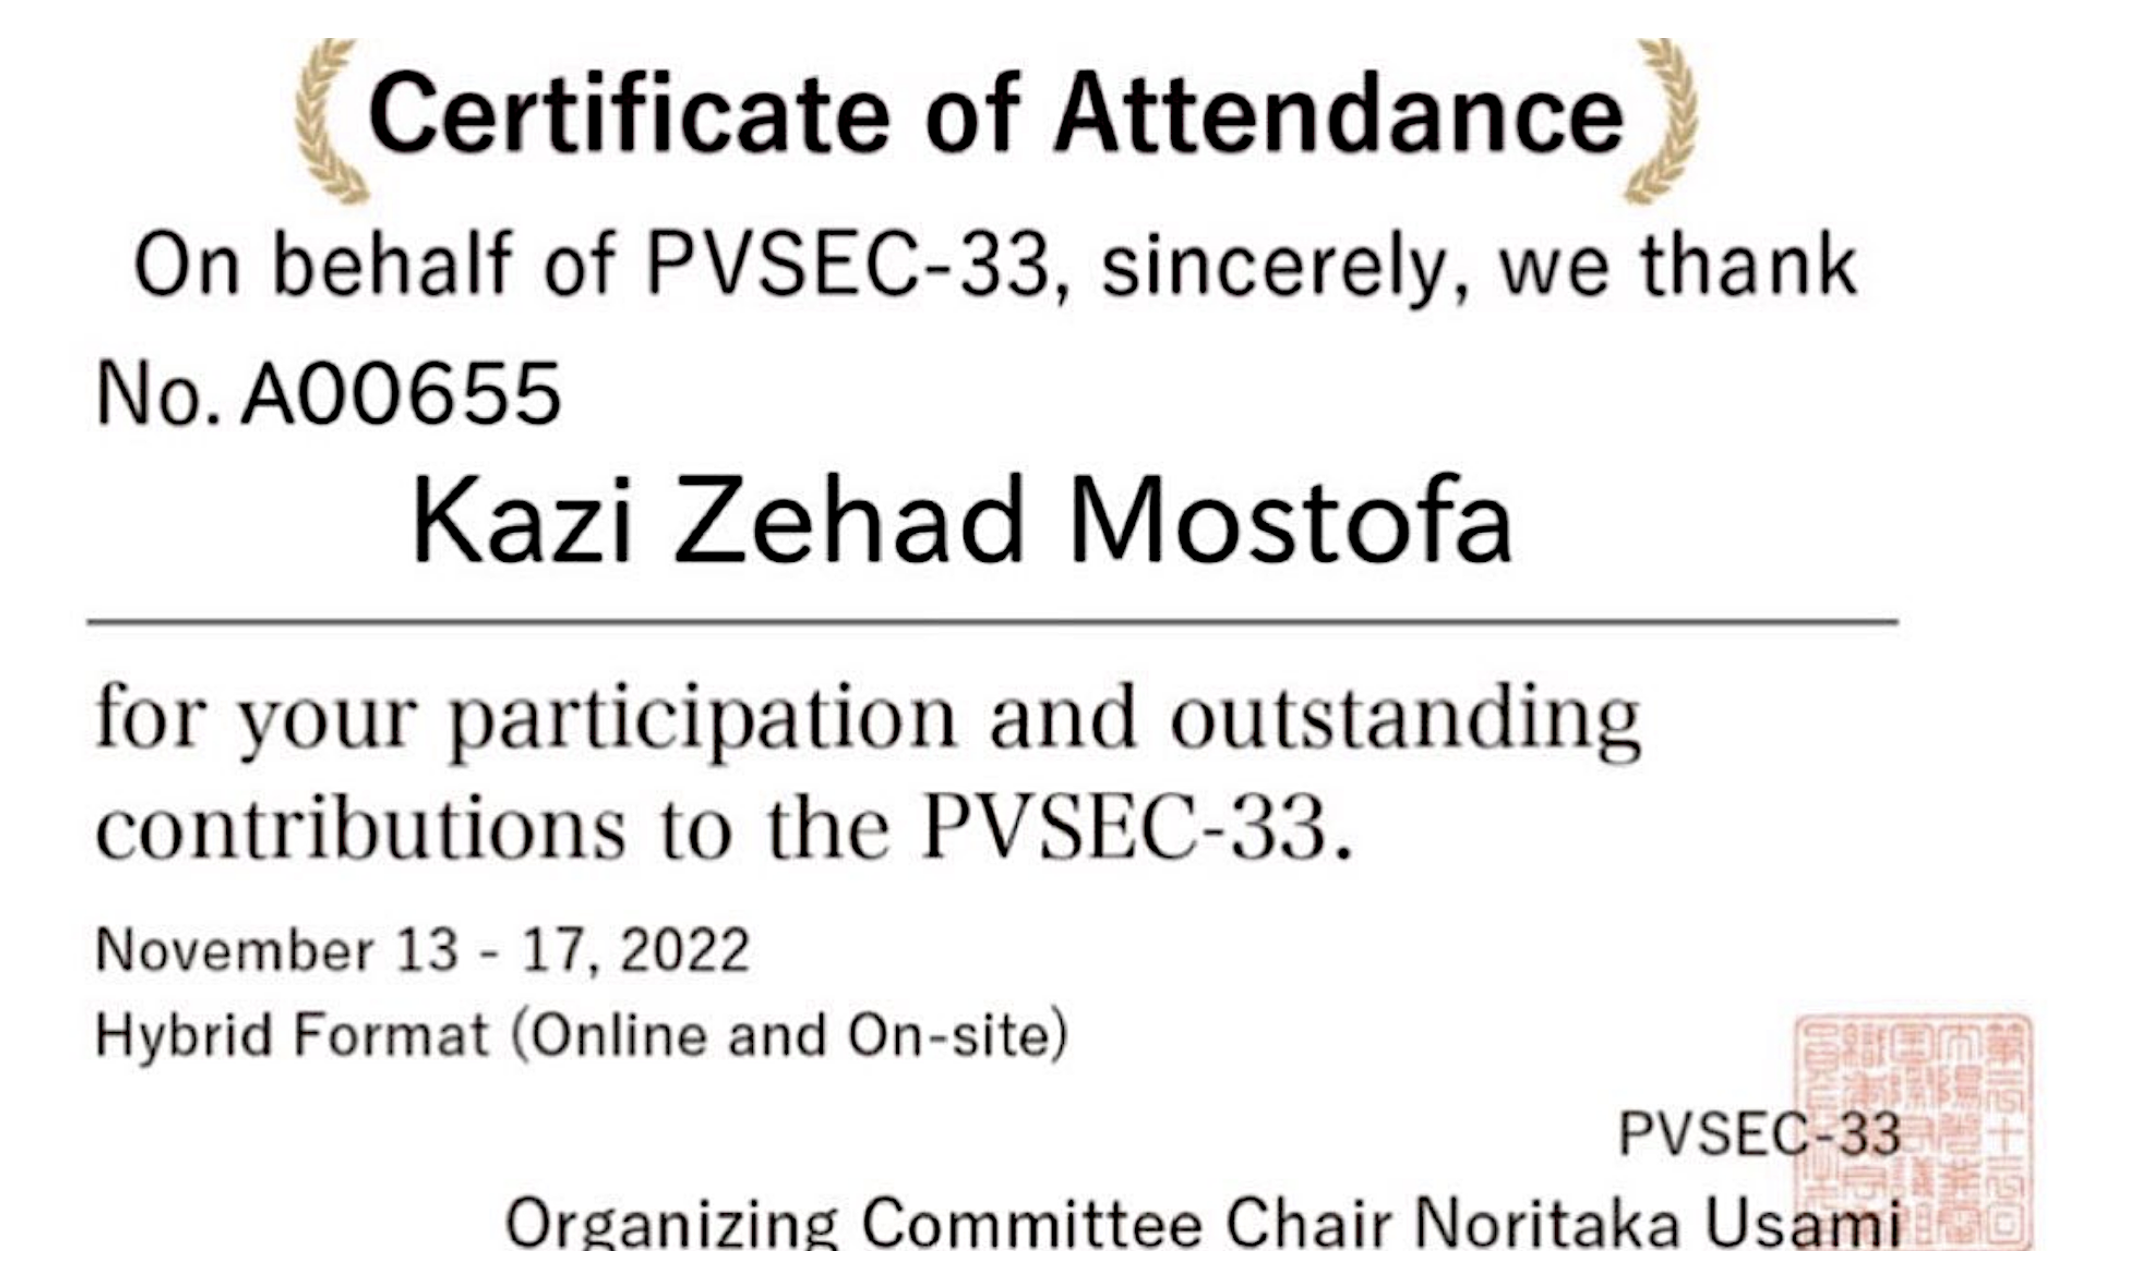 Certificate of Attendance
On behalf of PVSEC-33, sincerely, we thank
No. A00655
Kazi Zehad Mostofa
for your participation and outstanding
contributions to the PVSEC-33.
November 13 - 17, 2022
Hybrid Format (Online and On-site)
PVSEC-33
Organizing Committee Chair Noritaka Usami